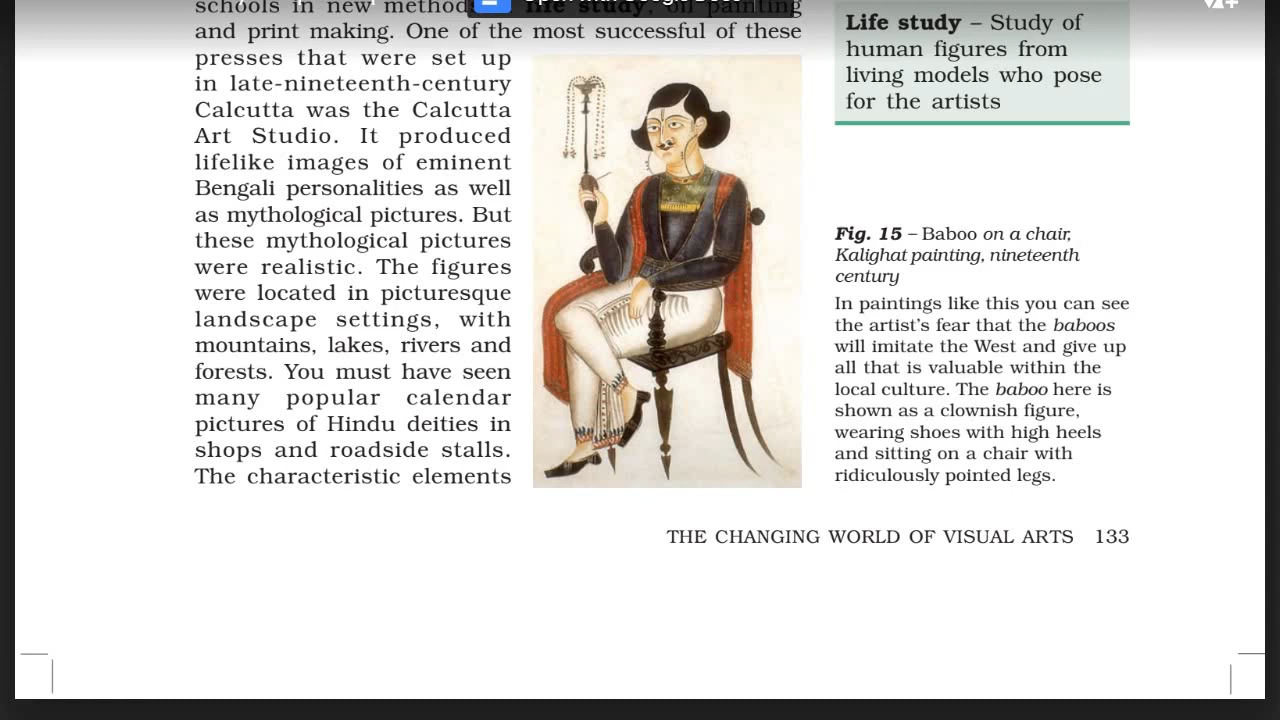 schools in new methods of life study, oil painting
and print making. One of the most successful of these
presses that were set up
in late-nineteenth-century
Calcutta was the Calcutta
Art Studio. It produced
lifelike images of eminent
Bengali personalities as well
as mythological pictures. But
these mythological pictures
were realistic. The figures
were located in picturesque
landscape settings, with
mountains, lakes, rivers and
forests. You must have seen
many popular calendar
pictures of Hindu deities in
shops and roadside stalls.
The characteristic elements
Life study – Study of
human figures from
living models who pose
for the artists
Fig. 15 – Baboo on a chair,
Kalighat painting, nineteenth
century
In paintings like this you can see
the artist's fear that the baboos
will imitate the West and give up
all that is valuable within the
local culture. The baboo here is
shown as a clownish figure,
wearing shoes with high heels
and sitting on a chair with
ridiculously pointed legs.
THE CHANGING WORLD OF VISUAL ARTS 133